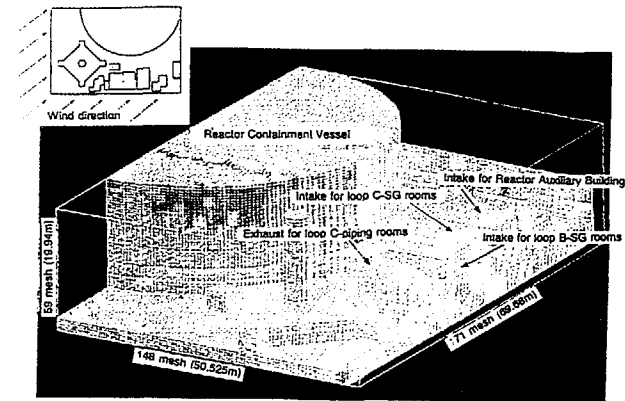 Wind direction
Reactor Containment Vessel
Intake for Reactor Auxiliary Building
Intake for loop C-SG rooms
Exhaust for loop C-piping rooms
Intake for loop B-SG rooms
59 mesh (19.94m)
148 mesh (50.525m)
171 mesh (69.68m)